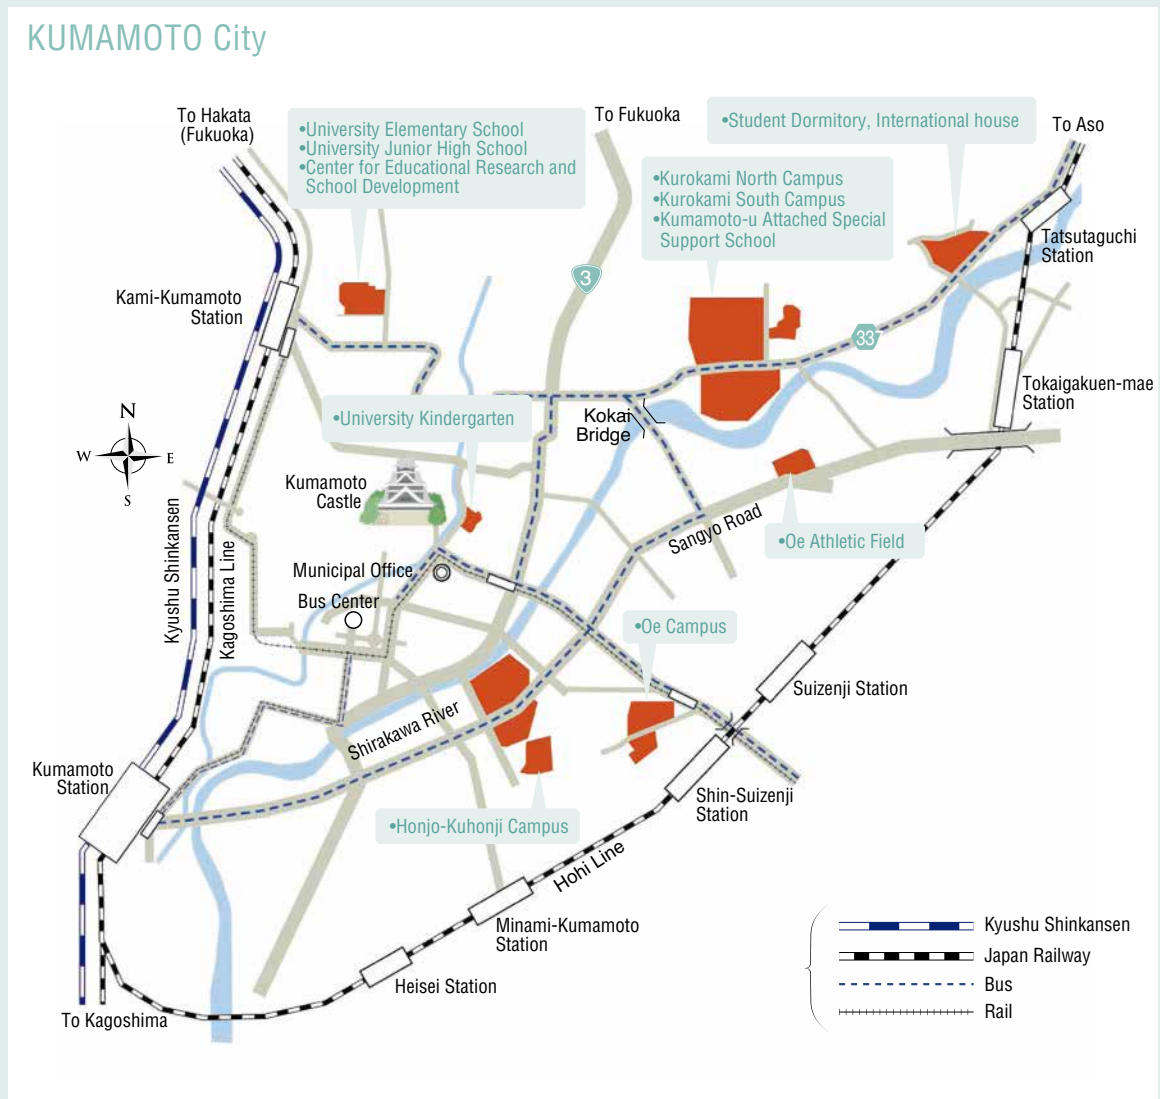 KUMAMOTO City
To Hakata
(Fukuoka)
•University Elementary School
•University Junior High School
•Center for Educational Research and
School Development
To Fukuoka
•Student Dormitory, International house
To Aso
•Kurokami North Campus
•Kurokami South Campus
•Kumamoto-u Attached Special
Support School
Tatsutaguchi
Station
3
Kami-Kumamoto
Station
337
Tokaigakuen-mae
Station
•University Kindergarten
Kokai
Bridge
N
W
E
S
Kumamoto
Castle
Kyushu Shinkansen
Kagoshima Line
Sangyo Road
•Oe Athletic Field
Municipal Office
Bus Center
•Oe Campus
Suizenji Station
Shirakawa River
Kumamoto
Station
Shin-Suizenji
Station
•Honjo-Kuhonji Campus
Hohi Line
Minami-Kumamoto
Station
Heisei Station
To Kagoshima
Kyushu Shinkansen
Japan Railway
Bus
Rail